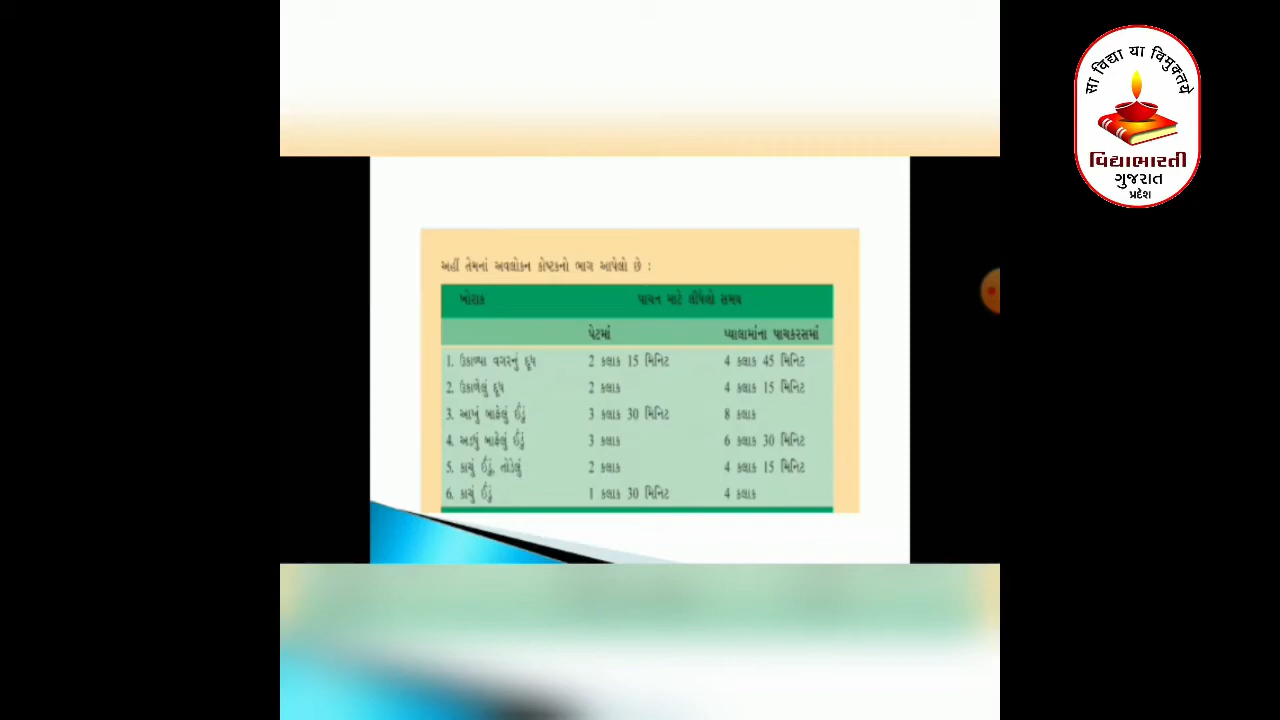 સા વિદ્યા યા વિમુક્તયે
વિદ્યાભારતી
ગુજરાત
પ્રદેશ
અહીં તેમનાં અવલોકન કોષ્ટકનો ભાગ આપેલો છે :
ખોરાક પાચન માટે લીધેલો સમય
પેટમાં પ્યાલામાંના પાચકરસમાં
1. ઉકાળ્યા વગરનું દૂધ 2 કલાક 15 મિનિટ 4 કલાક 45 મિનિટ
2. ઉકાળેલું દૂધ 2 કલાક 4 કલાક 15 મિનિટ
3. આખું બાફેલું ઈંડું 3 કલાક 30 મિનિટ 8 કલાક
4. અડધું બાફેલું ઈંડું 3 કલાક 6 કલાક 30 મિનિટ
5. કાચું ઈંડું, તોડેલું 2 કલાક 4 કલાક 15 મિનિટ
6. કાચું ઈંડું 1 કલાક 30 મિનિટ 4 કલાક